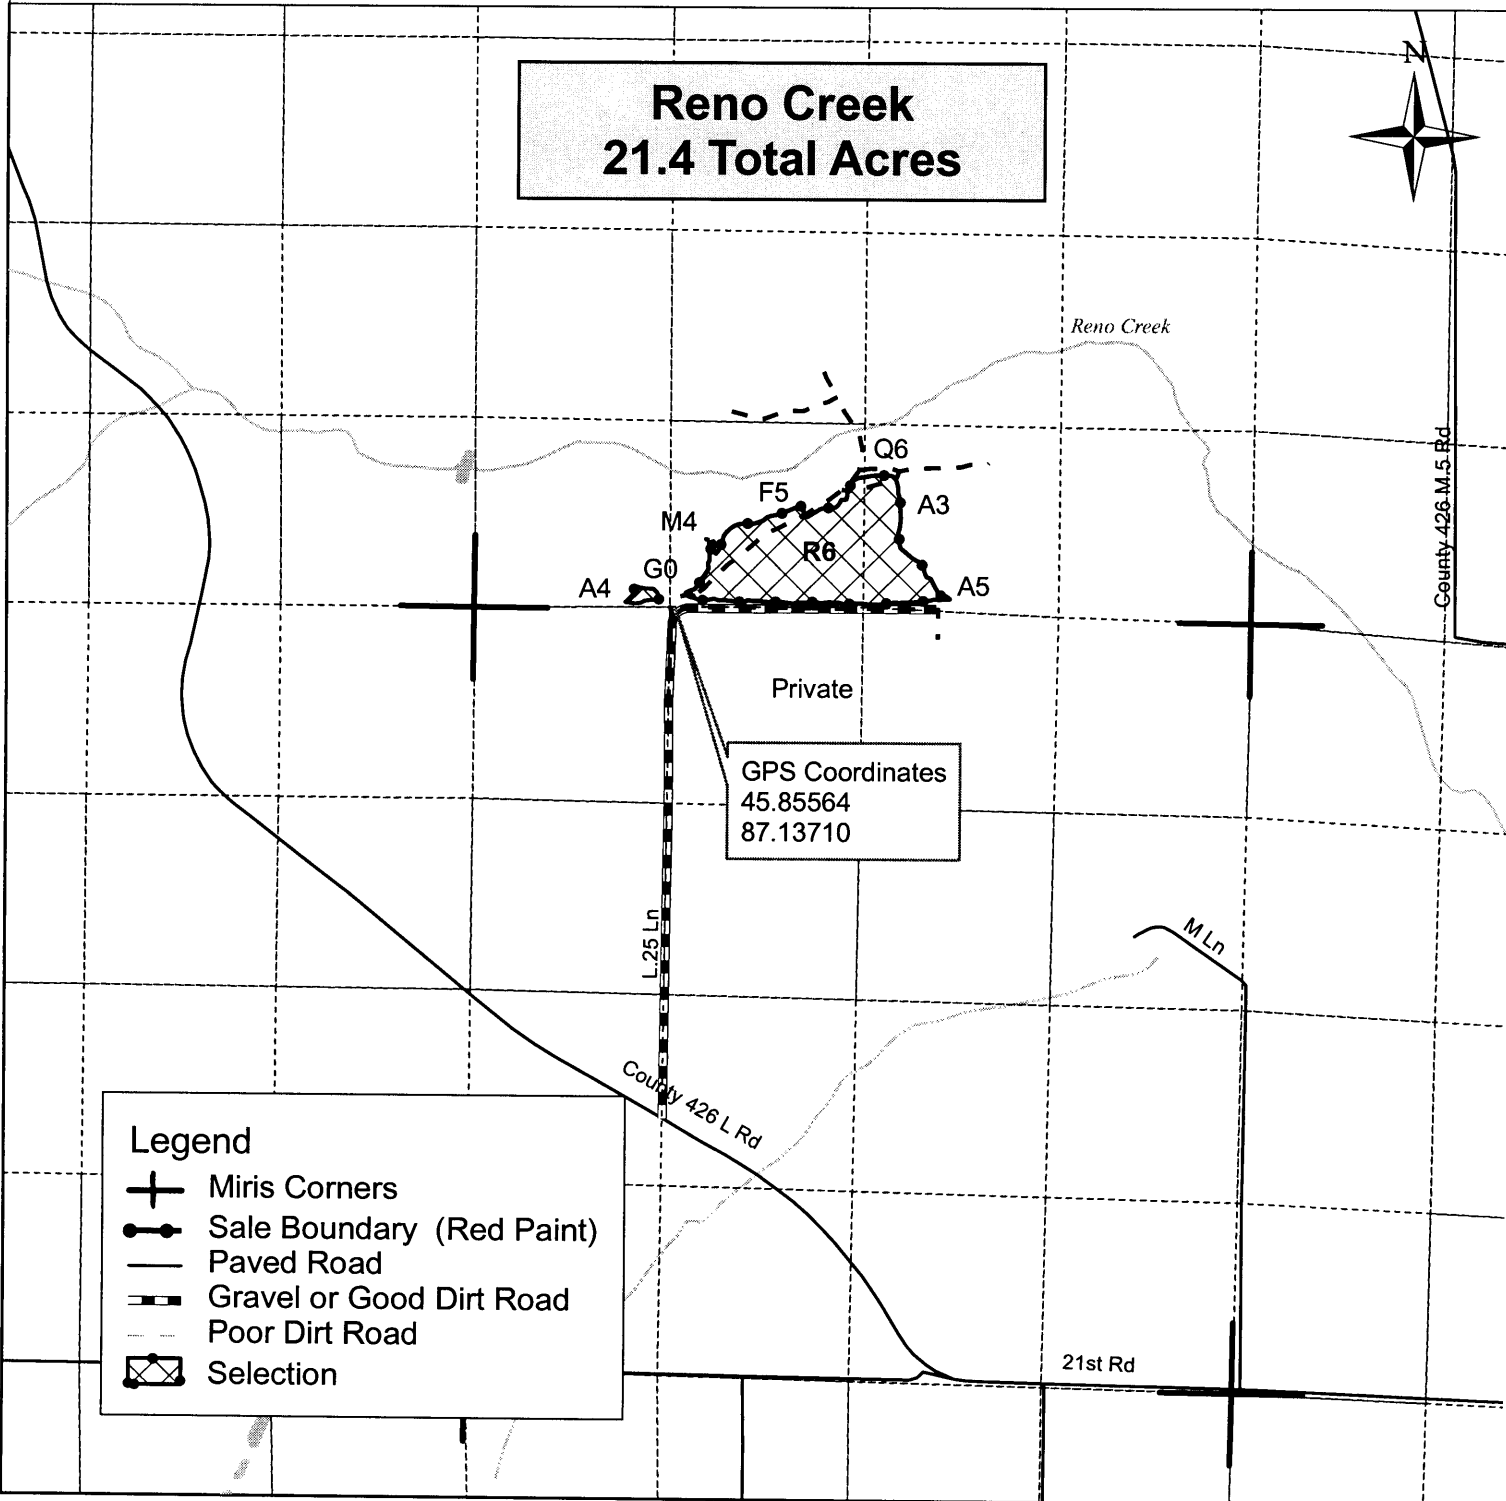 Reno Creek
21.4 Total Acres
N
Reno Creek
County 426 M.5 Rd
Q6
F5
A3
M4
R6
G0
A4
A5
Private
GPS Coordinates
45.85564
87.13710
L.25 Ln
M Ln
County 426 L Rd
21st Rd
Legend
Miris Corners
Sale Boundary (Red Paint)
Paved Road
Gravel or Good Dirt Road
Poor Dirt Road
Selection